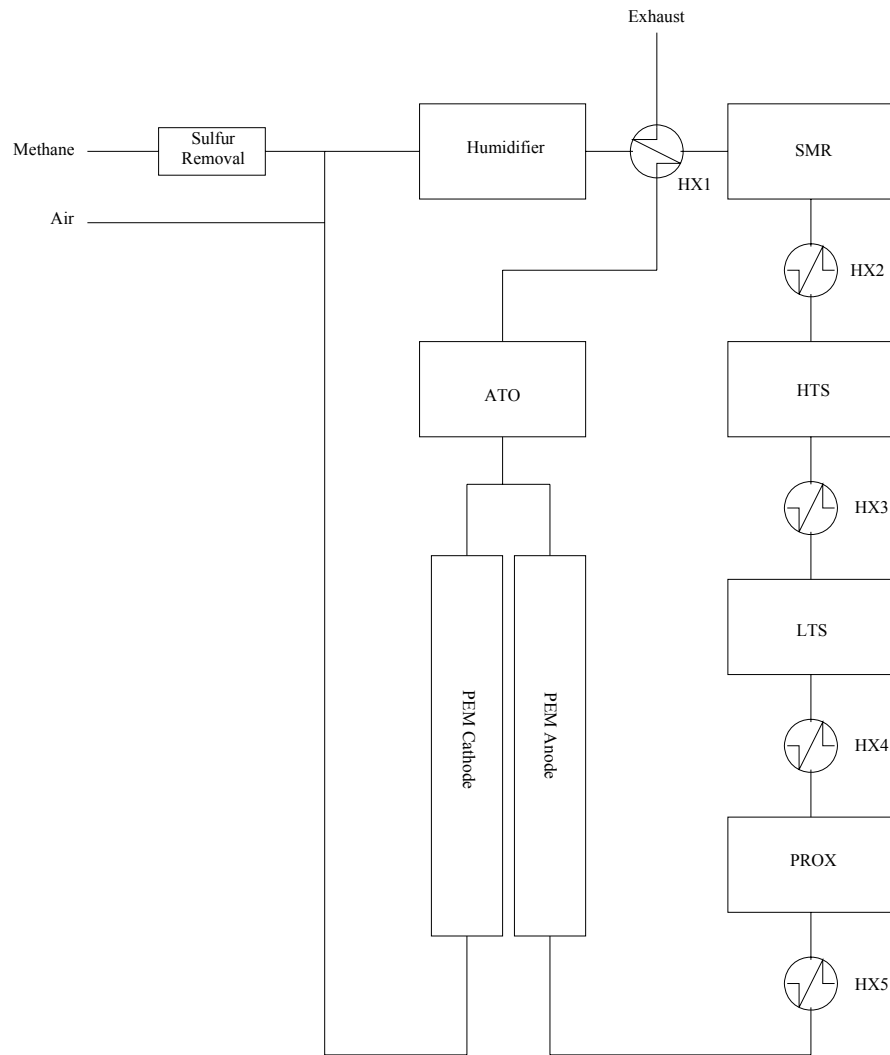 Exhaust
Methane
Sulfur
Removal
Humidifier
SMR
HX1
Air
HX2
ATO
HTS
HX3
LTS
PEM Cathode
PEM Anode
HX4
PROX
HX5